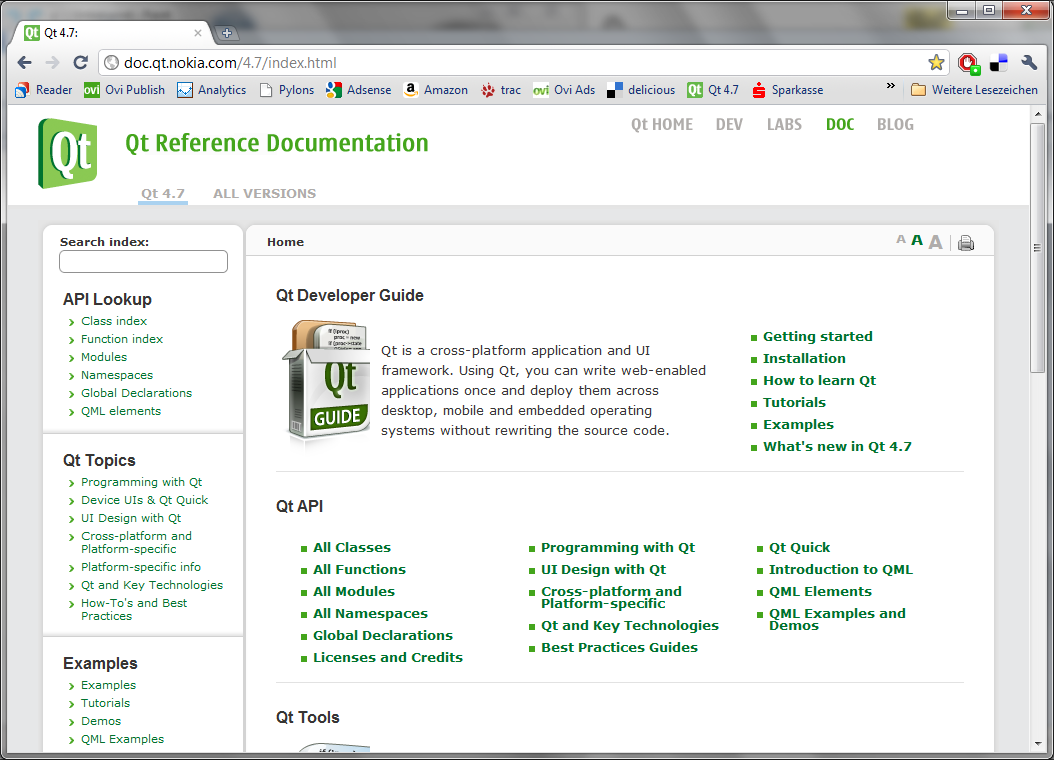 Qt Qt 4.7:
doc.qt.nokia.com/4.7/index.html
Reader ovi Ovi Publish Analytics Pylons Adsense a Amazon trac ovi Ovi Ads delicious Qt Qt 4.7 Sparkasse » Weitere Lesezeichen
Qt HOME DEV LABS DOC BLOG
Qt Qt Reference Documentation
Qt 4.7 ALL VERSIONS
Search index:
API Lookup
Class index
Function index
Modules
Namespaces
Global Declarations
QML elements
Qt Topics
Programming with Qt
Device UIs & Qt Quick
UI Design with Qt
Cross-platform and
Platform-specific
Platform-specific info
Qt and Key Technologies
How-To's and Best
Practices
Examples
Examples
Tutorials
Demos
QML Examples
Home A A A
Qt Developer Guide
Qt
GUIDE
Qt is a cross-platform application and UI
framework. Using Qt, you can write web-enabled
applications once and deploy them across
desktop, mobile and embedded operating
systems without rewriting the source code.
Getting started
Installation
How to learn Qt
Tutorials
Examples
What's new in Qt 4.7
Qt API
All Classes
All Functions
All Modules
All Namespaces
Global Declarations
Licenses and Credits
Programming with Qt
UI Design with Qt
Cross-platform and
Platform-specific
Qt and Key Technologies
Best Practices Guides
Qt Quick
Introduction to QML
QML Elements
QML Examples and
Demos
Qt Tools